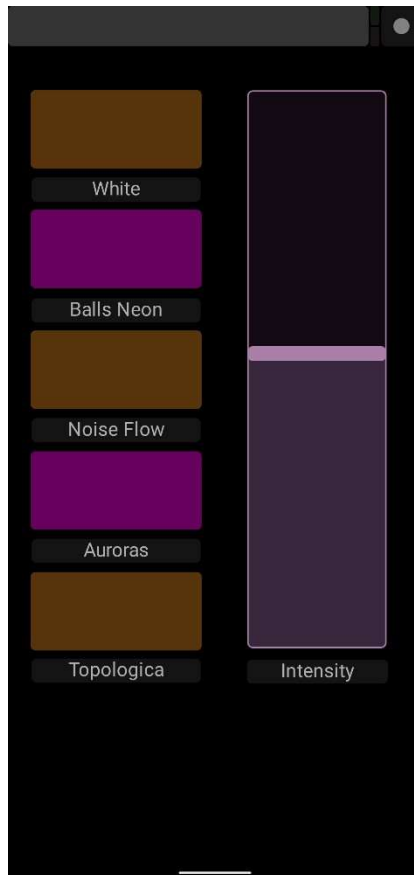 White
Balls Neon
Noise Flow
Auroras
Topologica
Intensity